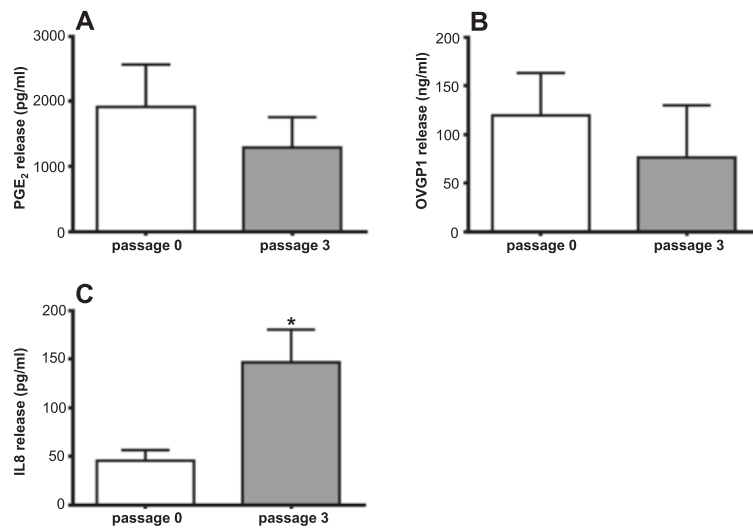 A
PGE2 release (pg/ml)
3000
2000
1000
0
passage 0
passage 3
B
OVGP1 release (ng/ml)
200
150
100
50
0
passage 0
passage 3
C
IL8 release (pg/ml)
200
150
100
50
0
*
passage 0
passage 3